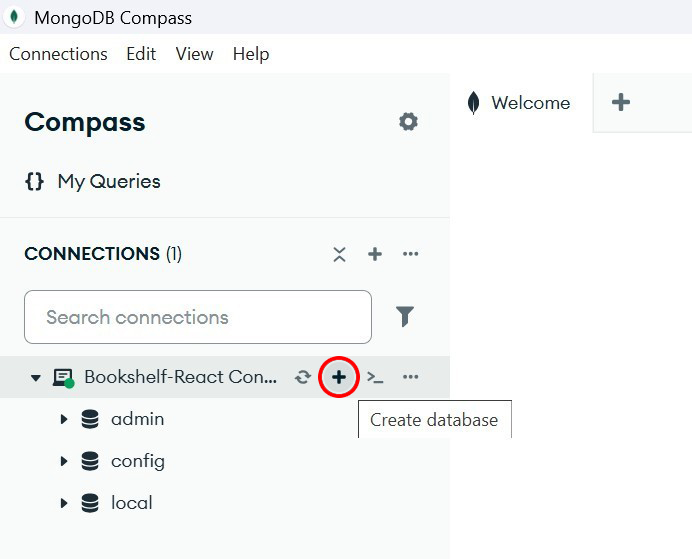 MongoDB Compass
Connections Edit View Help
Compass
Welcome
{} My Queries
CONNECTIONS (1)
Search connections
Bookshelf-React Con...
Create database
admin
config
local